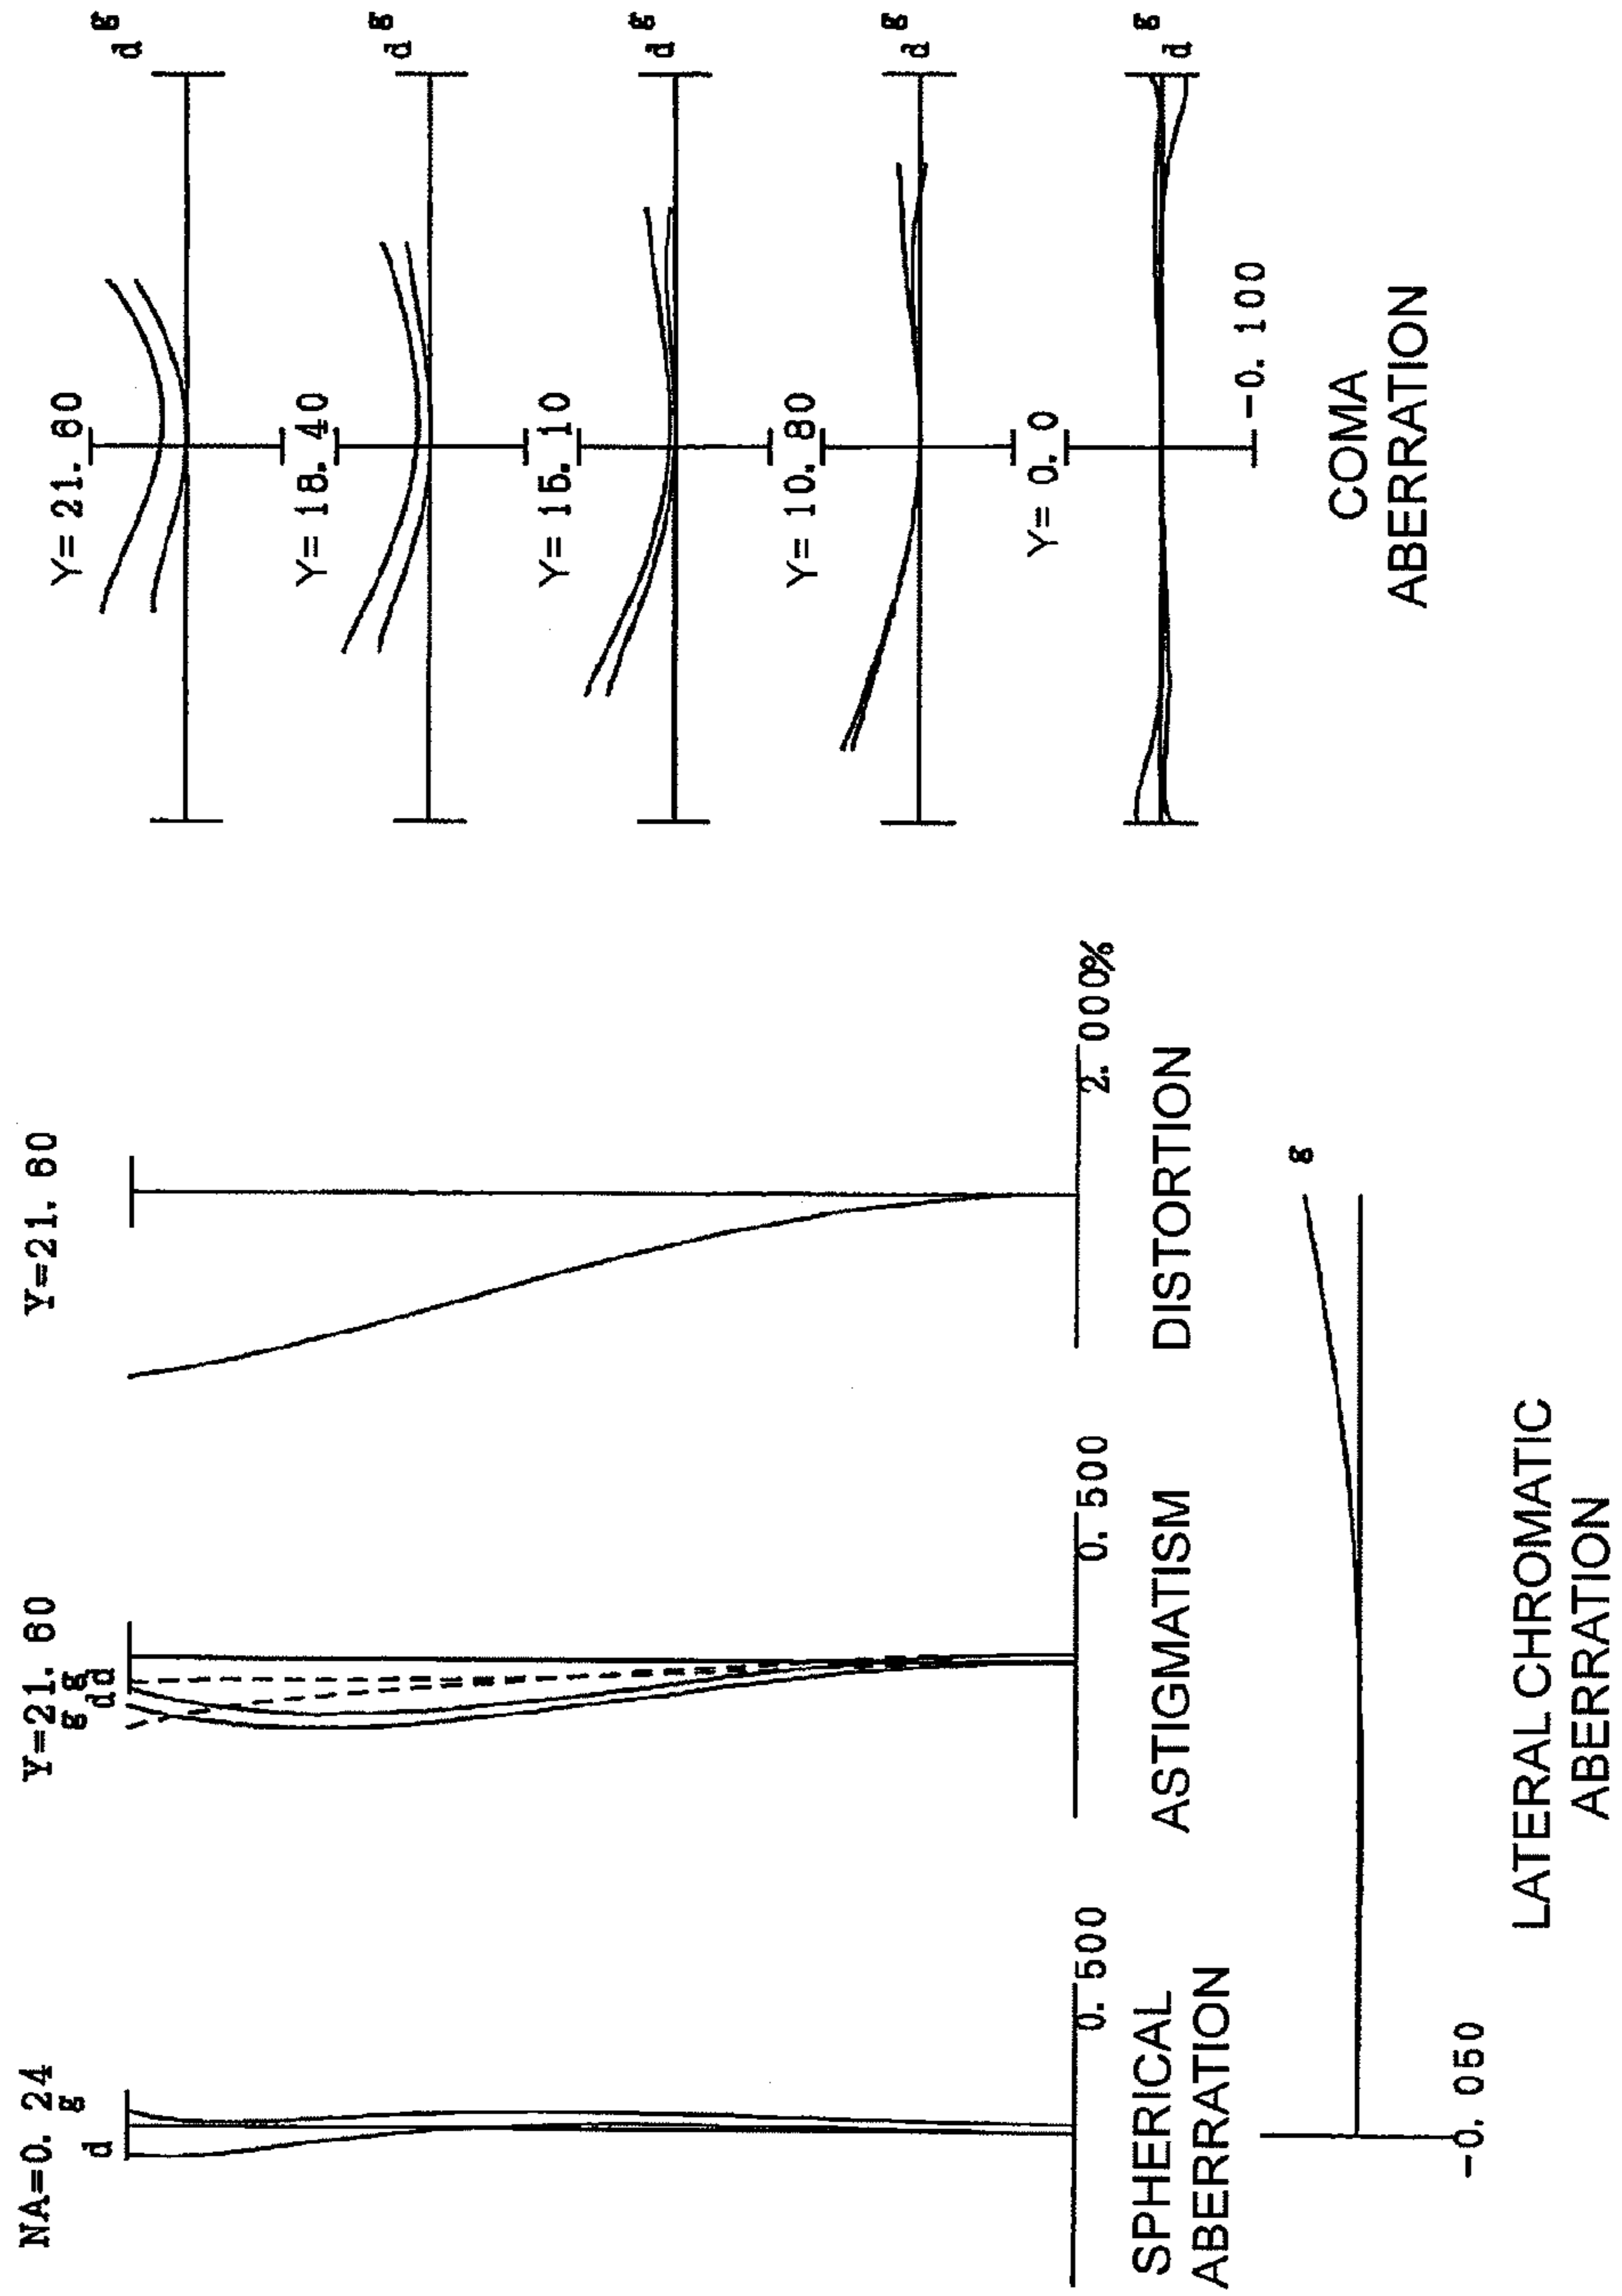 NA=0.24
d g
0.500
SPHERICAL
ABERRATION
Y=21.60
g d g d
0.500
ASTIGMATISM
Y=21.60
2.000%
DISTORTION
g
-0.050
LATERAL CHROMATIC
ABERRATION
Y=21.60
d g
Y=18.40
d g
Y=15.10
d g
Y=10.80
d g
Y=0.0
d g
-0.100
COMA
ABERRATION